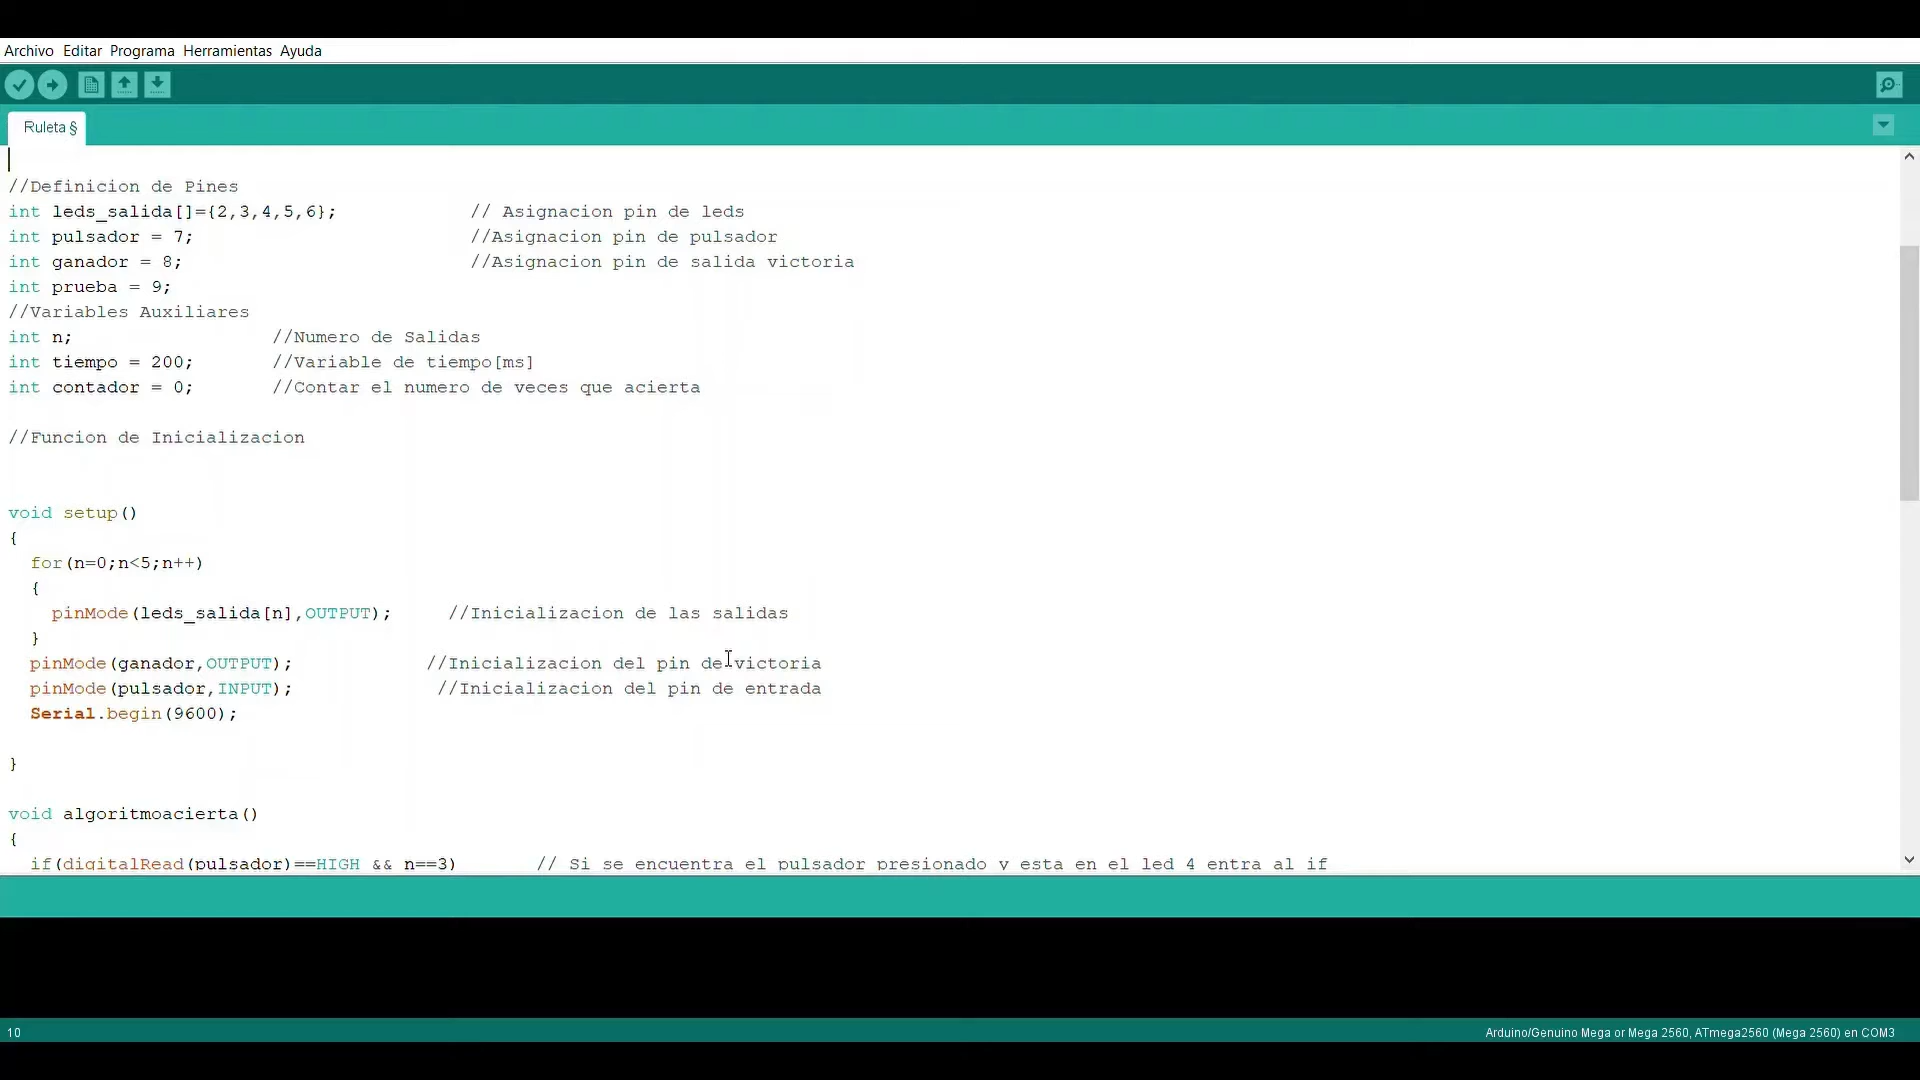 Archivo Editar Programa Herramientas Ayuda
Ruleta §
//Definicion de Pines
int leds_salida[]={2,3,4,5,6}; // Asignacion pin de leds
int pulsador = 7; //Asignacion pin de pulsador
int ganador = 8; //Asignacion pin de salida victoria
int prueba = 9;
//Variables Auxiliares
int n; //Numero de Salidas
int tiempo = 200; //Variable de tiempo[ms]
int contador = 0; //Contar el numero de veces que acierta
//Funcion de Inicializacion
void setup()
{
for(n=0;n<5;n++)
{
pinMode(leds_salida[n],OUTPUT); //Inicializacion de las salidas
}
pinMode(ganador,OUTPUT); //Inicializacion del pin de victoria
pinMode(pulsador,INPUT); //Inicializacion del pin de entrada
Serial.begin(9600);
}
void algoritmoacierta()
{
if(digitalRead(pulsador)==HIGH && n==3) // Si se encuentra el pulsador presionado y esta en el led 4 entra al if
10
Arduino/Genuino Mega or Mega 2560, ATmega2560 (Mega 2560) en COM3